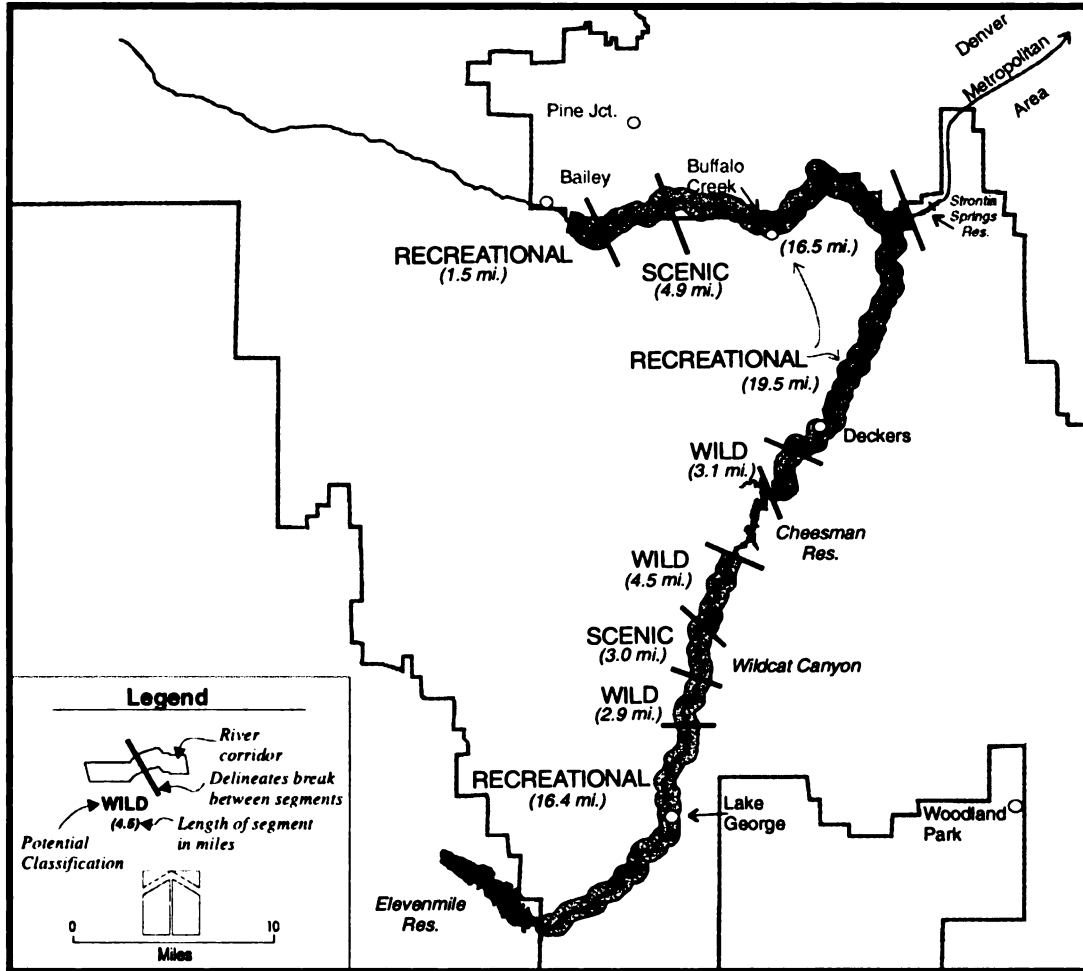 Denver
Metropolitan
Area
Pine Jct.
Bailey
Buffalo
Creek
Strontia
Springs
Res.
RECREATIONAL
(1.5 mi.)
SCENIC
(4.9 mi.)
(16.5 mi.)
RECREATIONAL
(19.5 mi.)
Deckers
WILD
(3.1 mi.)
Cheesman
Res.
WILD
(4.5 mi.)
SCENIC
(3.0 mi.)
Wildcat Canyon
WILD
(2.9 mi.)
RECREATIONAL
(16.4 mi.)
Lake
George
Woodland
Park
Elevenmile
Res.
Legend
River
corridor
Delineates break
between segments
WILD
(4.5)
Length of segment
in miles
Potential
Classification
0 10
Miles